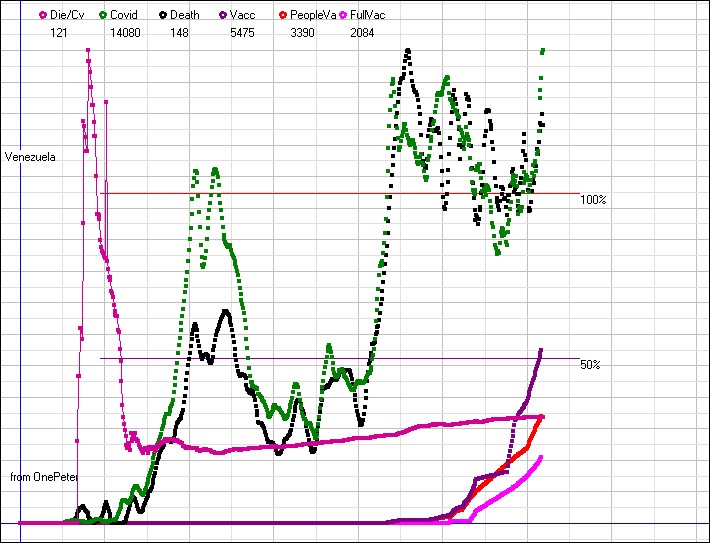 Die/Cv Covid Death Vacc PeopleVa FullVac
121 14080 148 5475 3390 2084
Venezuela
100%
50%
from OnePeter